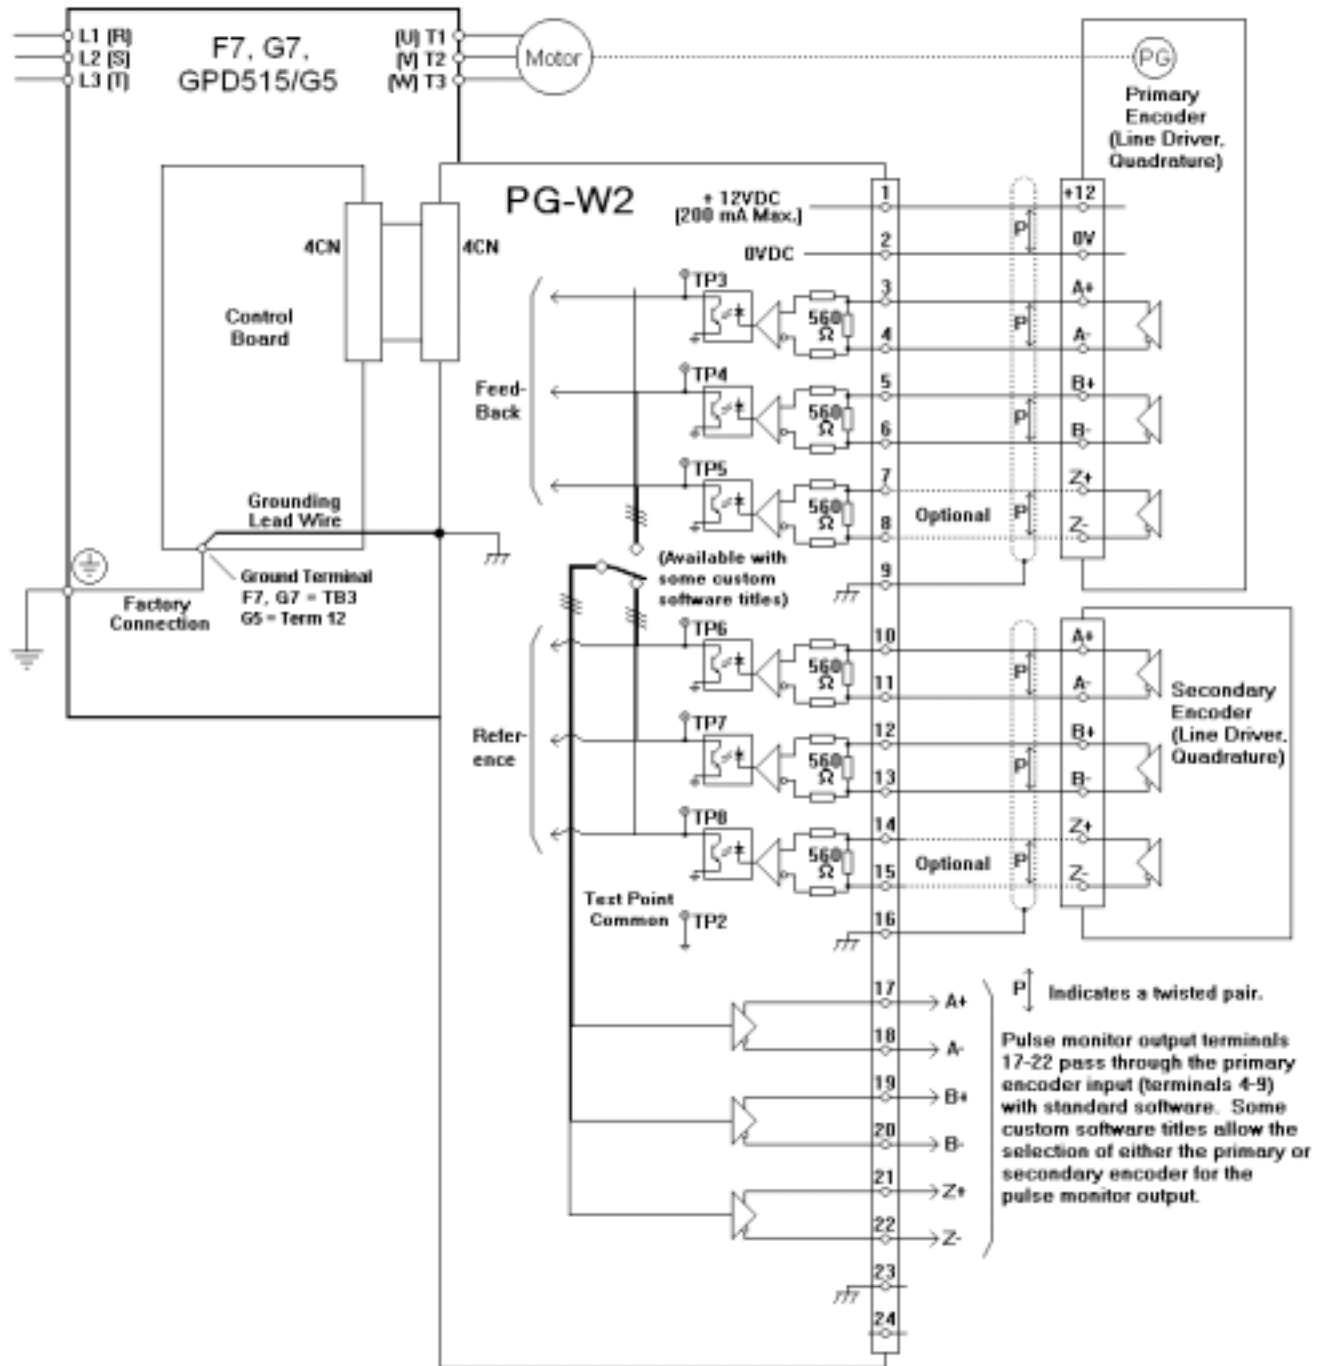 L1 (R)
L2 (S)
L3 (T)
F7, G7,
GPD515/G5
(U) T1
(V) T2
(W) T3
Motor
PG
Primary
Encoder
(Line Driver,
Quadrature)
Control
Board
4CN
4CN
PG-W2
+ 12VDC
[200 mA Max.]
0VDC
1
2
3
4
5
6
7
8
9
P
P
P
P
+12
0V
A+
A-
B+
B-
Z+
Z-
Feed-
Back
TP3
560
Ω
TP4
560
Ω
TP5
560
Ω
Optional
Grounding
Lead Wire
Ground Terminal
F7, G7 = TB3
G5 = Term 12
Factory
Connection
(Available with
some custom
software titles)
Refer-
ence
TP6
560
Ω
TP7
560
Ω
TP8
560
Ω
Test Point
Common
TP2
10
11
12
13
14
15
16
Optional
P
P
P
A+
A-
B+
B-
Z+
Z-
Secondary
Encoder
(Line Driver,
Quadrature)
17
18
19
20
21
22
23
24
A+
A-
B+
B-
Z+
Z-
P Indicates a twisted pair.
Pulse monitor output terminals
17-22 pass through the primary
encoder input (terminals 4-9)
with standard software. Some
custom software titles allow the
selection of either the primary or
secondary encoder for the
pulse monitor output.